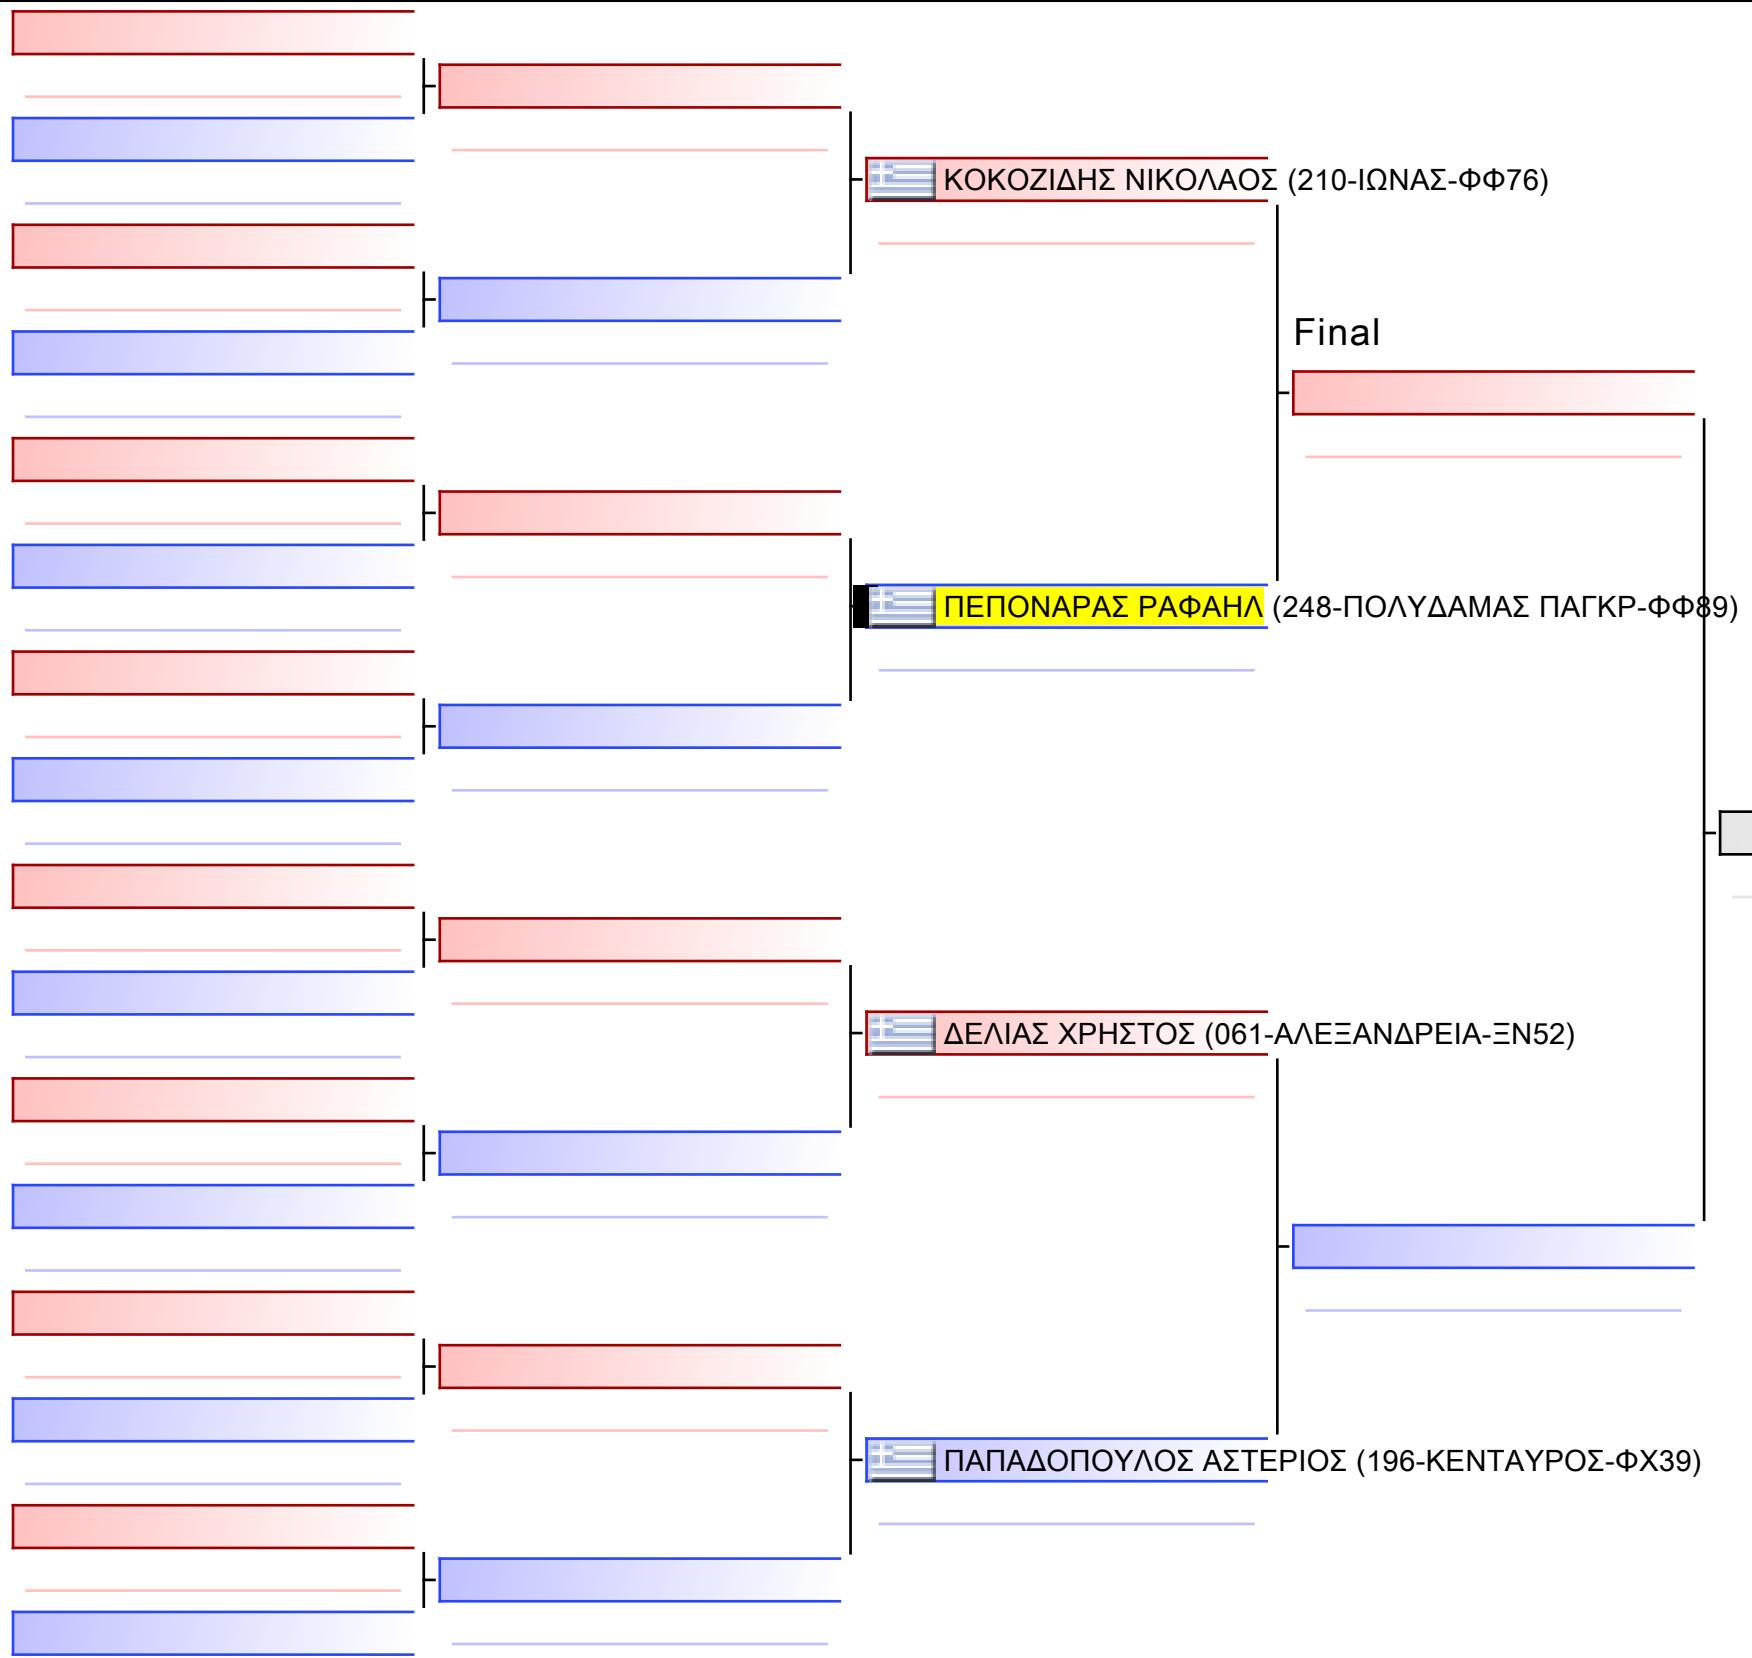 ΚΟΚΟΖΙΔΗΣ ΝΙΚΟΛΑΟΣ (210-ΙΩΝΑΣ-ΦΦ76)
Final
ΠΕΠΟΝΑΡΑΣ ΡΑΦΑΗΛ (248-ΠΟΛΥΔΑΜΑΣ ΠΑΓΚΡ-ΦΦ89)
ΔΕΛΙΑΣ ΧΡΗΣΤΟΣ (061-ΑΛΕΞΑΝΔΡΕΙΑ-ΞΝ52)
ΠΑΠΑΔΟΠΟΥΛΟΣ ΑΣΤΕΡΙΟΣ (196-ΚΕΝΤΑΥΡΟΣ-ΦΧ39)